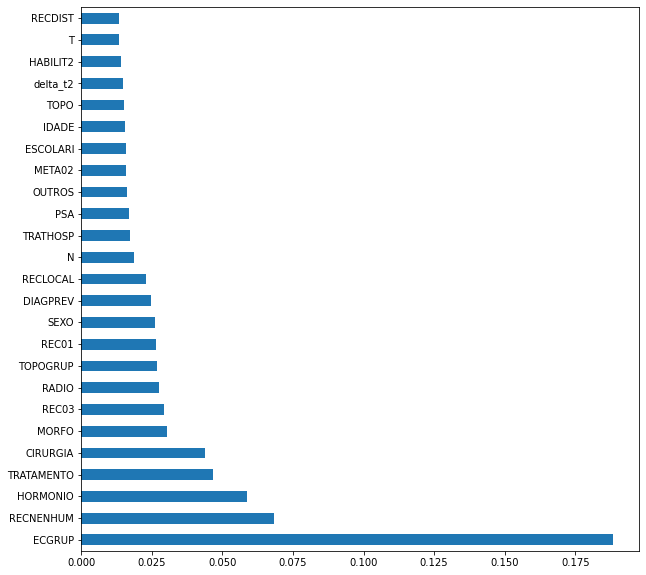 RECDIST
T
HABILIT2
delta_t2
TOPO
IDADE
ESCOLARI
META02
OUTROS
PSA
TRATHOSP
N
RECLOCAL
DIAGPREV
SEXO
REC01
TOPOGRUP
RADIO
REC03
MORFO
CIRURGIA
TRATAMENTO
HORMONIO
RECNENHUM
ECGRUP
0.000 0.025 0.050 0.075 0.100 0.125 0.150 0.175